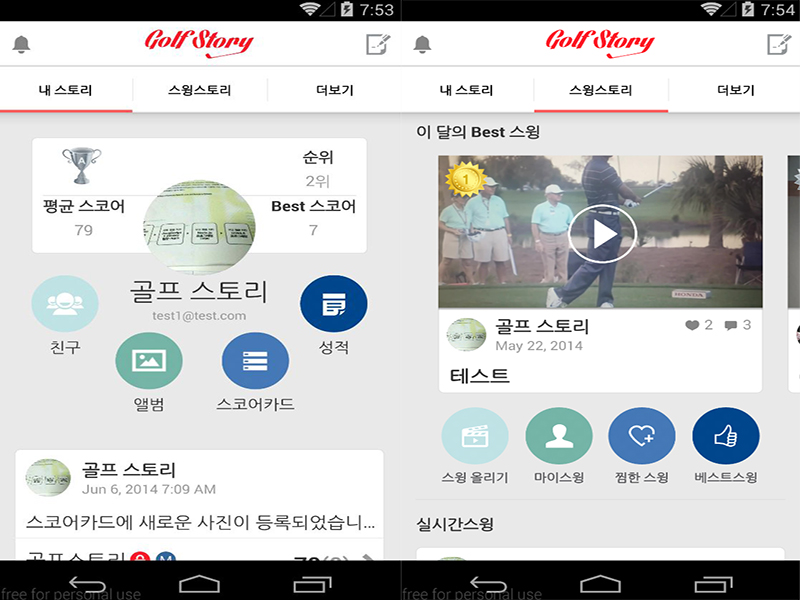 7:53
Golf Story
내 스토리
스윙스토리
더보기
A
순위
2위
평균 스코어
79
Best 스코어
7
골프 스토리
test1@test.com
친구
성적
앨범
스코어카드
골프 스토리
Jun 6, 2014 7:09 AM
스코어카드에 새로운 사진이 등록되었습니...
골프스토리
free for personal use
7:54
Golf Story
내 스토리
스윙스토리
더보기
이 달의 Best 스윙
1
HONDA
골프 스토리
2
3
May 22, 2014
테스트
스윙 올리기
마이스윙
찜한 스윙
베스트스윙
실시간스윙
free for personal use